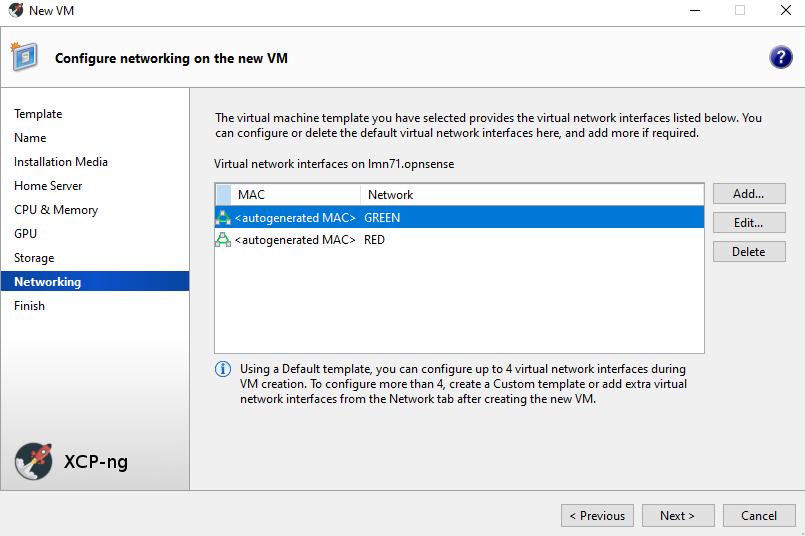 New VM
Configure networking on the new VM
?
Template
Name
Installation Media
Home Server
CPU & Memory
GPU
Storage
Networking
Finish
XCP-ng
The virtual machine template you have selected provides the virtual network interfaces listed below. You
can configure or delete the default virtual network interfaces here, and add more if required.
Virtual network interfaces on lmn71.opnsense
MAC Network
<autogenerated MAC> GREEN
<autogenerated MAC> RED
Add...
Edit...
Delete
Using a Default template, you can configure up to 4 virtual network interfaces during
VM creation. To configure more than 4, create a Custom template or add extra virtual
network interfaces from the Network tab after creating the new VM.
< Previous Next > Cancel